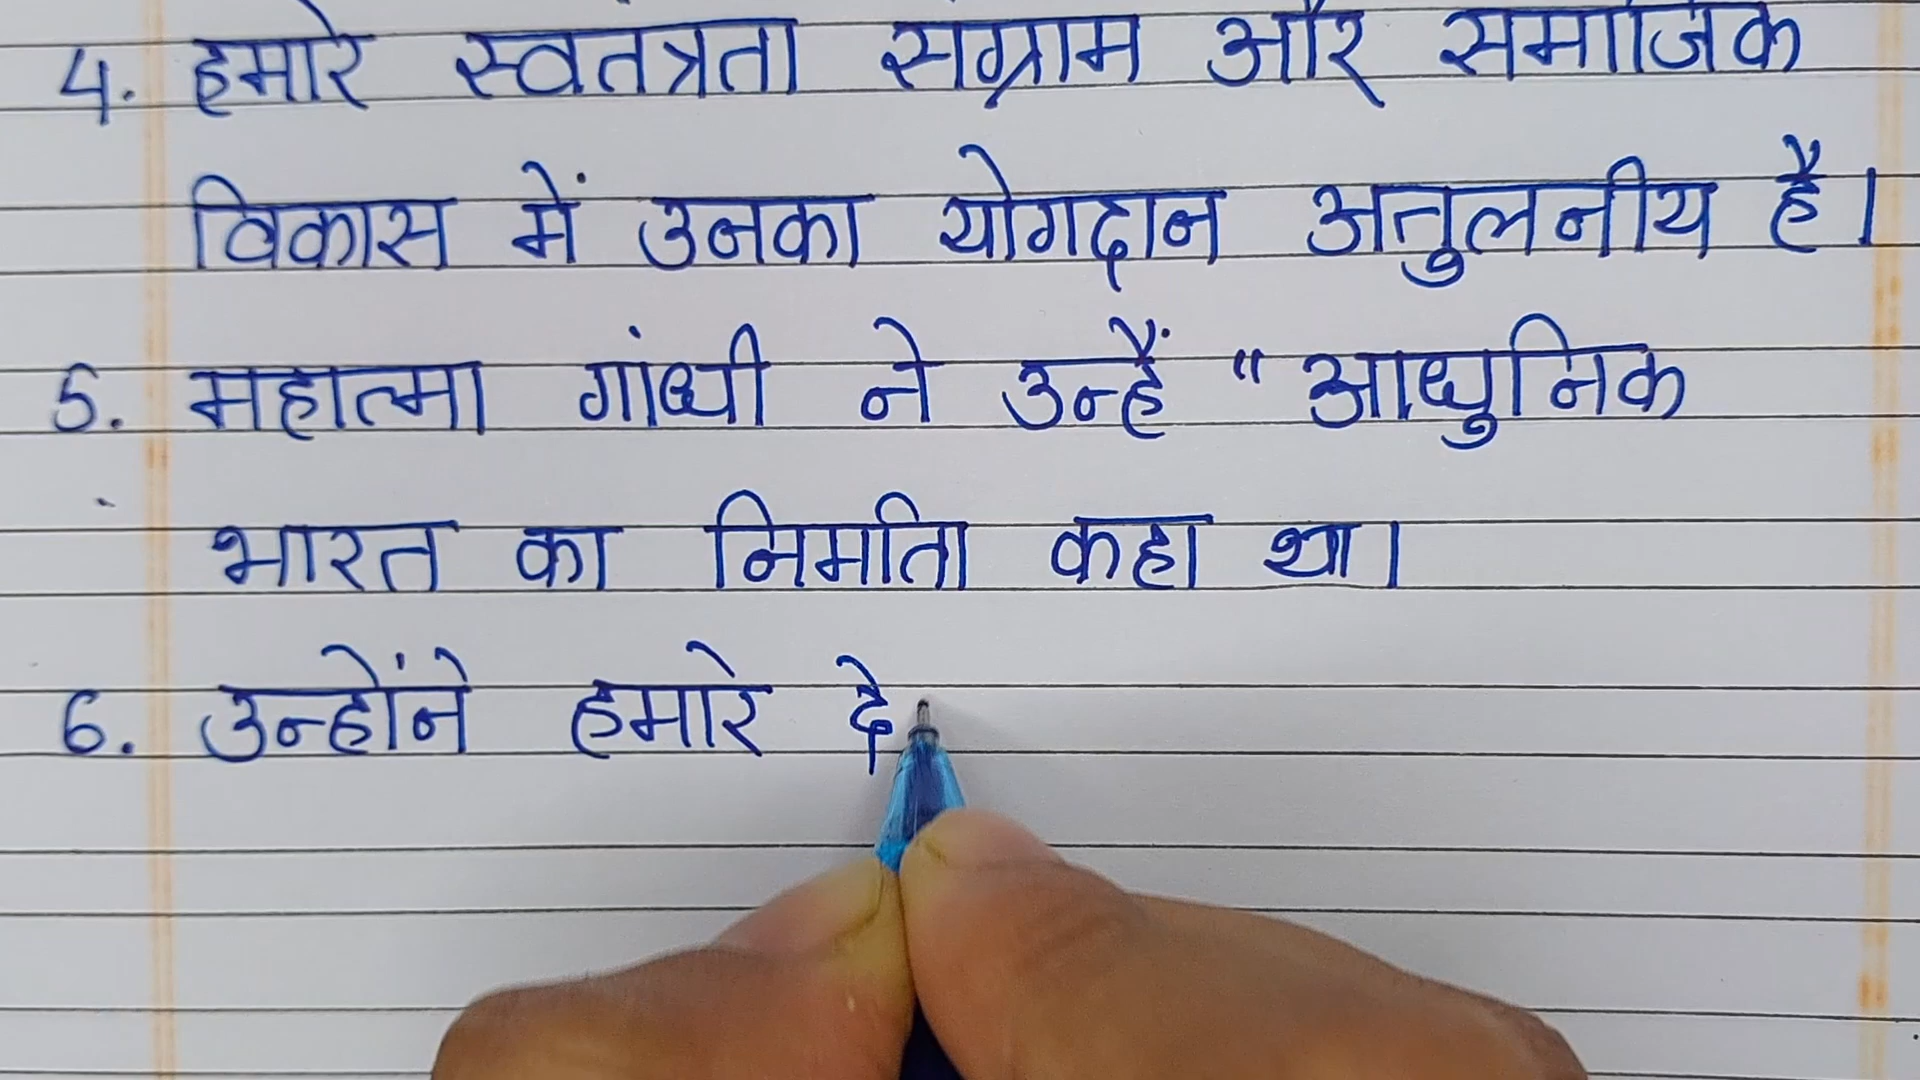 4. हमारे स्वतंत्रता संग्राम और समाजिक
विकास में उनका योगदान अतुलनीय है।
5. महात्मा गांधी ने उन्हैं “आधुनिक
भारत का निर्माता कहा था।
6. उन्होंने हमारे दे